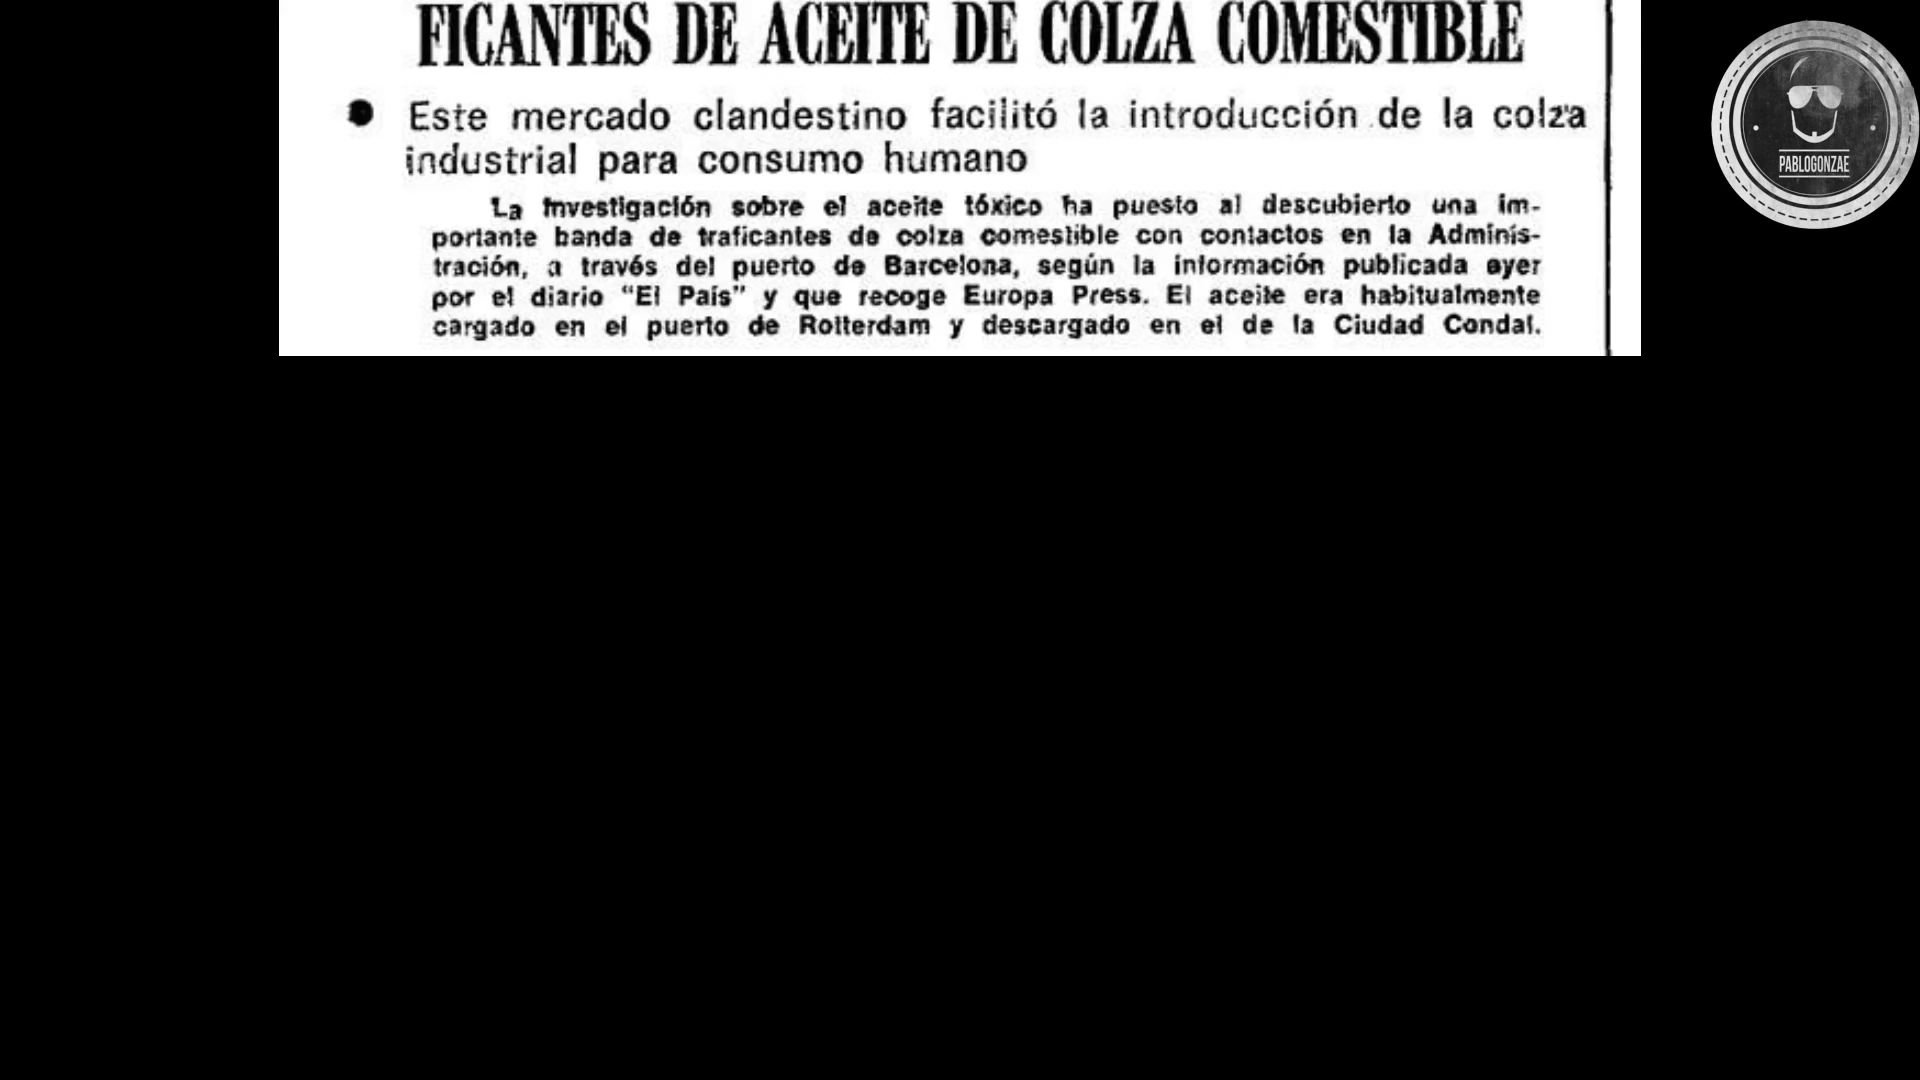 FICANTES DE ACEITE DE COLZA COMESTIBLE
● Este mercado clandestino facilitó la introducción de la colza
industrial para consumo humano
La investigación sobre el aceite tóxico ha puesto al descubierto una im-
portante banda de traficantes de colza comestible con contactos en la Adminis-
tración, a través del puerto de Barcelona, según la información publicada ayer
por el diario "El País" y que recoge Europa Press. El aceite era habitualmente
cargado en el puerto de Rotterdam y descargado en el de la Ciudad Condal.
PABLOGONZAE